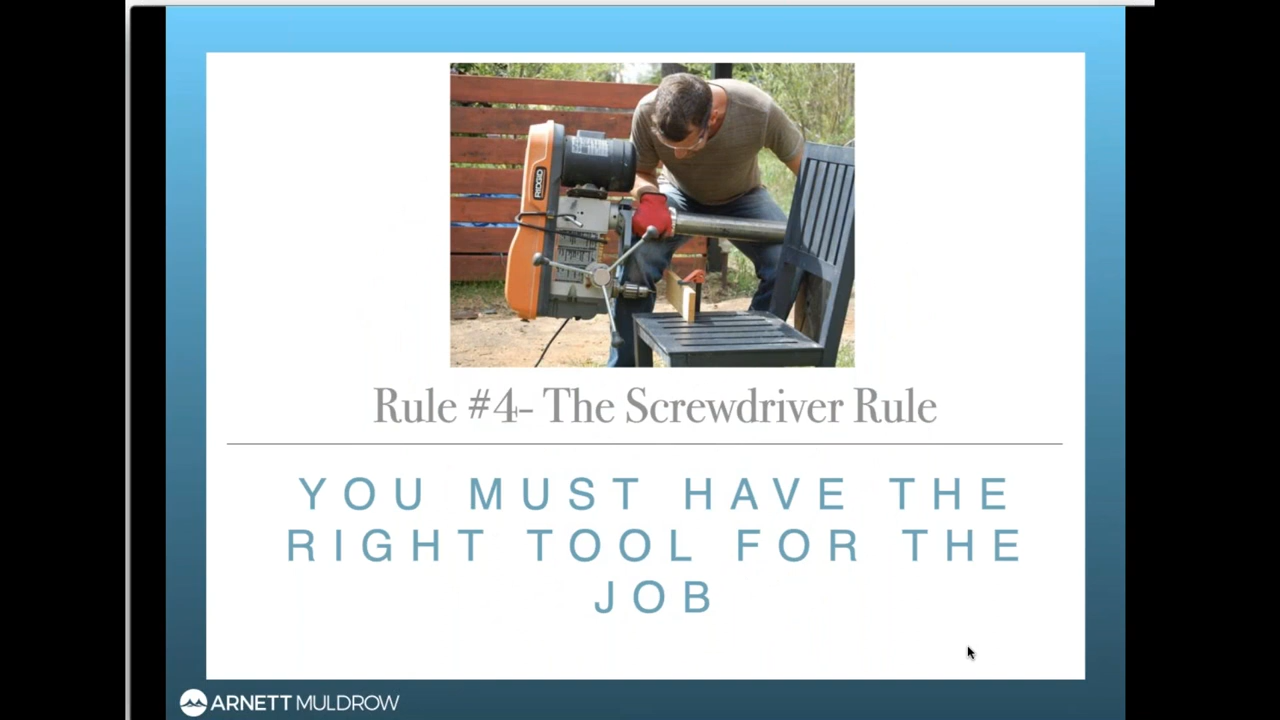 RIDGID
Rule #4- The Screwdriver Rule
YOU MUST HAVE THE
RIGHT TOOL FOR THE
JOB
ARNETT MULDROW